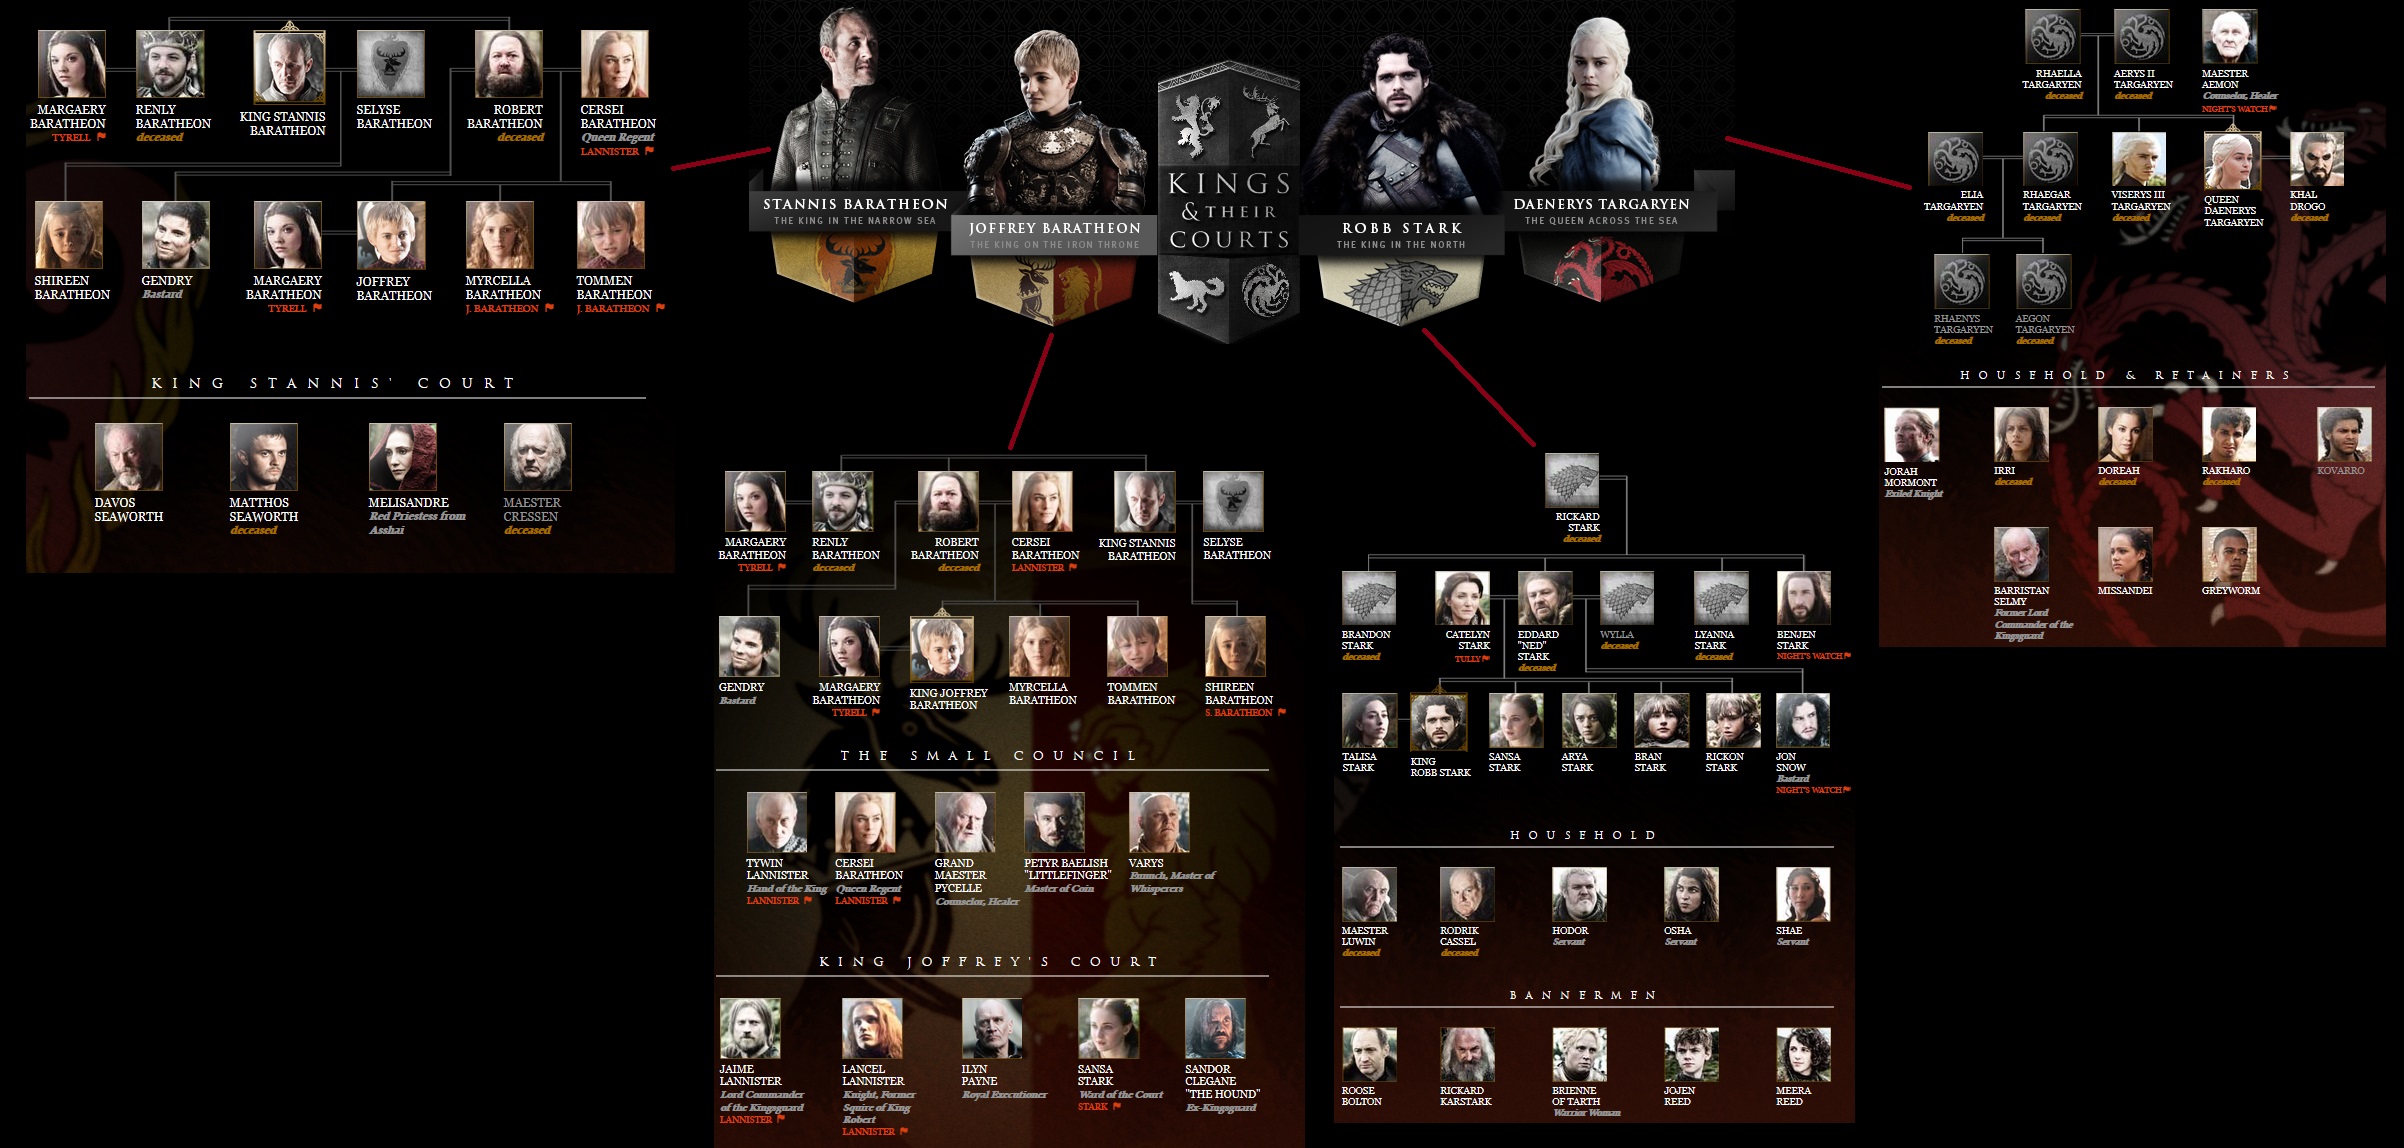 MARGAERY
BARATHEON
TYRELL
RENLY
BARATHEON
deceased
KING STANNIS
BARATHEON
SELYSE
BARATHEON
ROBERT
BARATHEON
deceased
CERSEI
BARATHEON
Queen Regent
LANNISTER
SHIREEN
BARATHEON
GENDRY
Bastard
MARGAERY
BARATHEON
TYRELL
JOFFREY
BARATHEON
MYRCELLA
BARATHEON
J. BARATHEON
TOMMEN
BARATHEON
J. BARATHEON
KING STANNIS' COURT
DAVOS
SEAWORTH
MATTHOS
SEAWORTH
deceased
MELISANDRE
Red Priestess from
Asshai
MAESTER
CRESSEN
deceased
STANNIS BARATHEON
THE KING IN THE NARROW SEA
JOFFREY BARATHEON
THE KING ON THE IRON THRONE
KINGS
& THEIR
COURTS
ROBB STARK
THE KING IN THE NORTH
DAENERYS TARGARYEN
THE QUEEN ACROSS THE SEA
MARGAERY
BARATHEON
TYRELL
RENLY
BARATHEON
deceased
ROBERT
BARATHEON
deceased
CERSEI
BARATHEON
LANNISTER
KING STANNIS
BARATHEON
SELYSE
BARATHEON
GENDRY
Bastard
MARGAERY
BARATHEON
TYRELL
KING JOFFREY
BARATHEON
MYRCELLA
BARATHEON
TOMMEN
BARATHEON
SHIREEN
BARATHEON
S. BARATHEON
THE SMALL COUNCIL
TYWIN
LANNISTER
Hand of the King
LANNISTER
CERSEI
BARATHEON
Queen Regent
LANNISTER
GRAND
MAESTER
PYCELLE
Counselor, Healer
PETYR BAELISH
"LITTLEFINGER"
Master of Coin
VARYS
Eunuch, Master of
Whisperers
KING JOFFREY'S COURT
JAIME
LANNISTER
Lord Commander
of the Kingsguard
LANNISTER
LANCEL
LANNISTER
Knight, Former
Squire of King
Robert
LANNISTER
ILYN
PAYNE
Royal Executioner
SANSA
STARK
Ward of the Court
STARK
SANDOR
CLEGANE
"THE HOUND"
Ex-Kingsguard
RICKARD
STARK
deceased
BRANDON
STARK
deceased
CATELYN
STARK
TULLY
EDDARD
"NED"
STARK
deceased
WYLLA
deceased
LYANNA
STARK
deceased
BENJEN
STARK
NIGHT'S WATCH
TALISA
STARK
KING
ROBB STARK
SANSA
STARK
ARYA
STARK
BRAN
STARK
RICKON
STARK
JON
SNOW
Bastard
NIGHT'S WATCH
HOUSEHOLD
MAESTER
LUWIN
deceased
RODRIK
CASSEL
deceased
HODOR
Servant
OSHA
Servant
SHAE
Servant
BANNERMEN
ROOSE
BOLTON
RICKARD
KARSTARK
BRIENNE
OF TARTH
Warrior Woman
JOJEN
REED
MEERA
REED
RHAELLA
TARGARYEN
deceased
AERYS II
TARGARYEN
deceased
MAESTER
AEMON
Counselor, Healer
NIGHT'S WATCH
ELIA
TARGARYEN
deceased
RHAEGAR
TARGARYEN
deceased
VISERYS III
TARGARYEN
deceased
QUEEN
DAENERYS
TARGARYEN
KHAL
DROGO
deceased
RHAENYS
TARGARYEN
deceased
AEGON
TARGARYEN
deceased
HOUSEHOLD & RETAINERS
JORAH
MORMONT
Exiled Knight
IRRI
deceased
DOREAH
deceased
RAKHARO
deceased
KOVARRO
BARRISTAN
SELMY
Former Lord
Commander of the
Kingsguard
MISSANDEI
GREYWORM